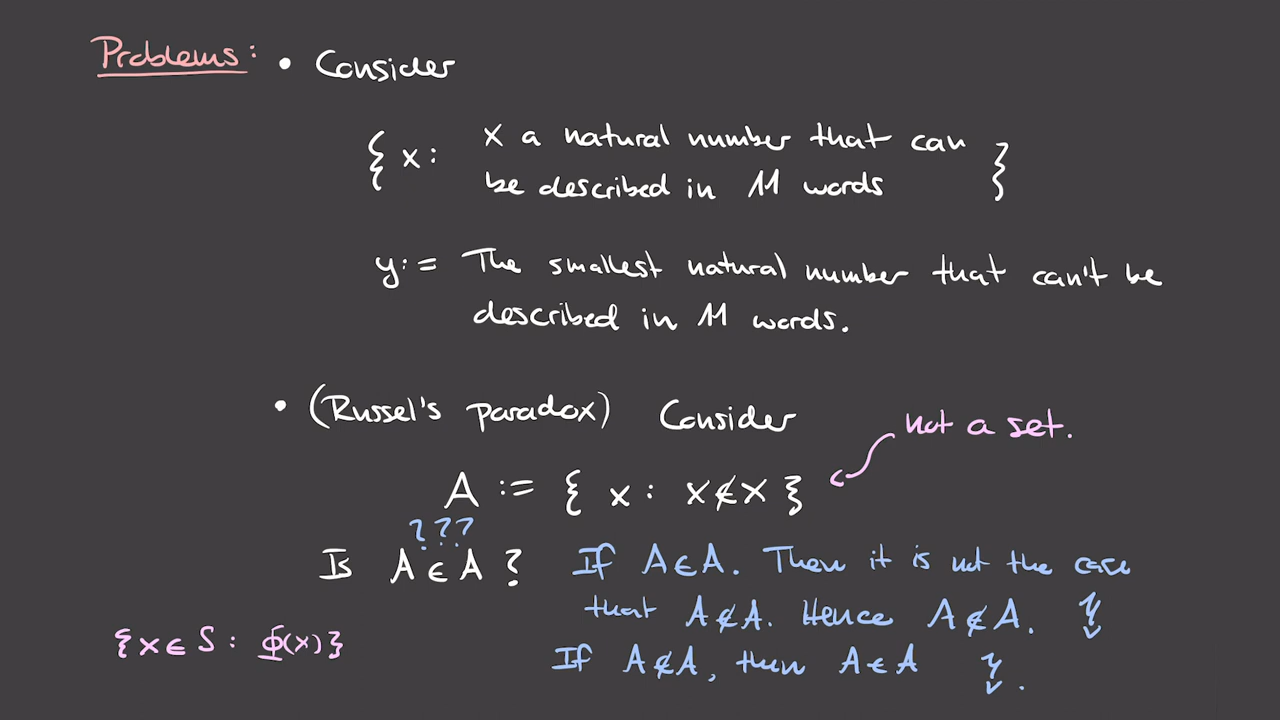 Problems: • Consider
{ x: x a natural number that can
be described in 11 words }
y:= The smallest natural number that can't be
described in 11 words.
• (Russel's paradox) Consider
not a set.
A := { x: x∉x }
???
Is A∈A? If A∈A. Then it is not the case
that A∉A. Hence A∉A. ↯
{x∈S: Φ(x)}
If A∉A, then A∈A ↯.